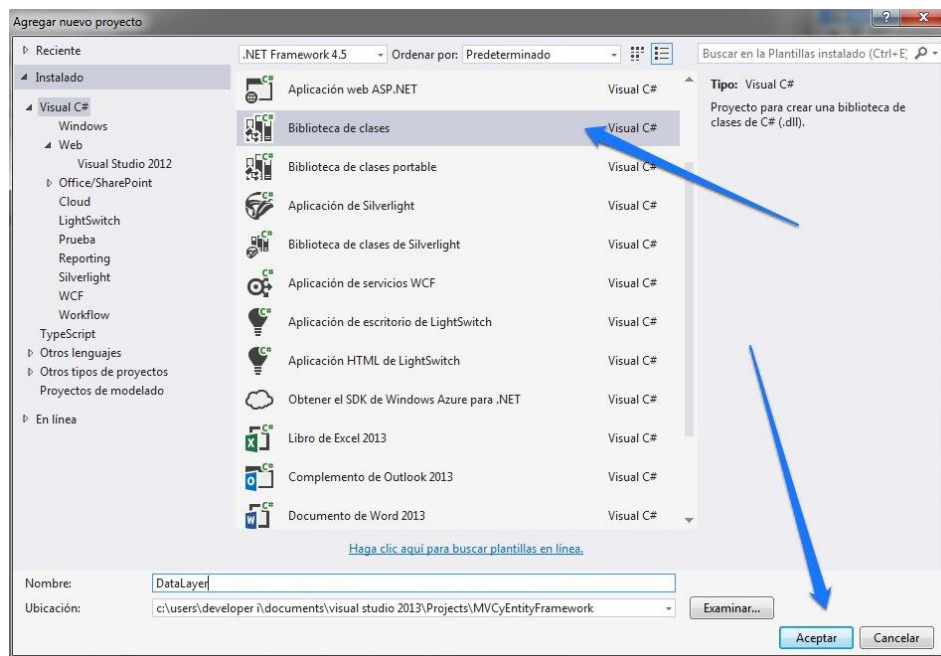 Agregar nuevo proyecto
Reciente
Instalado
Visual C#
Windows
Web
Visual Studio 2012
Office/SharePoint
Cloud
LightSwitch
Prueba
Reporting
Silverlight
WCF
Workflow
TypeScript
Otros lenguajes
Otros tipos de proyectos
Proyectos de modelado
En línea
.NET Framework 4.5 Ordenar por: Predeterminado
Aplicación web ASP.NET Visual C#
Biblioteca de clases Visual C#
Biblioteca de clases portable Visual C#
Aplicación de Silverlight Visual C#
Biblioteca de clases de Silverlight Visual C#
Aplicación de servicios WCF Visual C#
Aplicación de escritorio de LightSwitch Visual C#
Aplicación HTML de LightSwitch Visual C#
Obtener el SDK de Windows Azure para .NET Visual C#
Libro de Excel 2013 Visual C#
Complemento de Outlook 2013 Visual C#
Documento de Word 2013 Visual C#
Haga clic aquí para buscar plantillas en línea.
Buscar en la Plantillas instalado (Ctrl+E)
Tipo: Visual C#
Proyecto para crear una biblioteca de
clases de C# (.dll).
Nombre: DataLayer
Ubicación: c:\users\developer i\documents\visual studio 2013\Projects\MVCyEntityFramework
Examinar...
Aceptar Cancelar